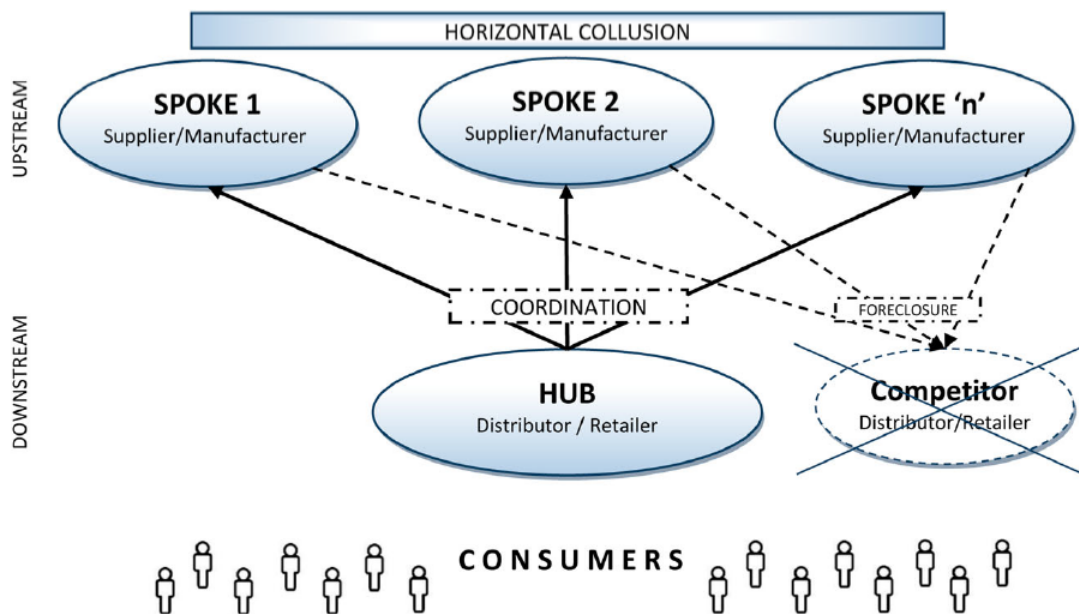 HORIZONTAL COLLUSION
UPSTREAM
SPOKE 1
Supplier/Manufacturer
SPOKE 2
Supplier/Manufacturer
SPOKE ‘n’
Supplier/Manufacturer
COORDINATION
FORECLOSURE
DOWNSTREAM
HUB
Distributor / Retailer
Competitor
Distributor/Retailer
CONSUMERS